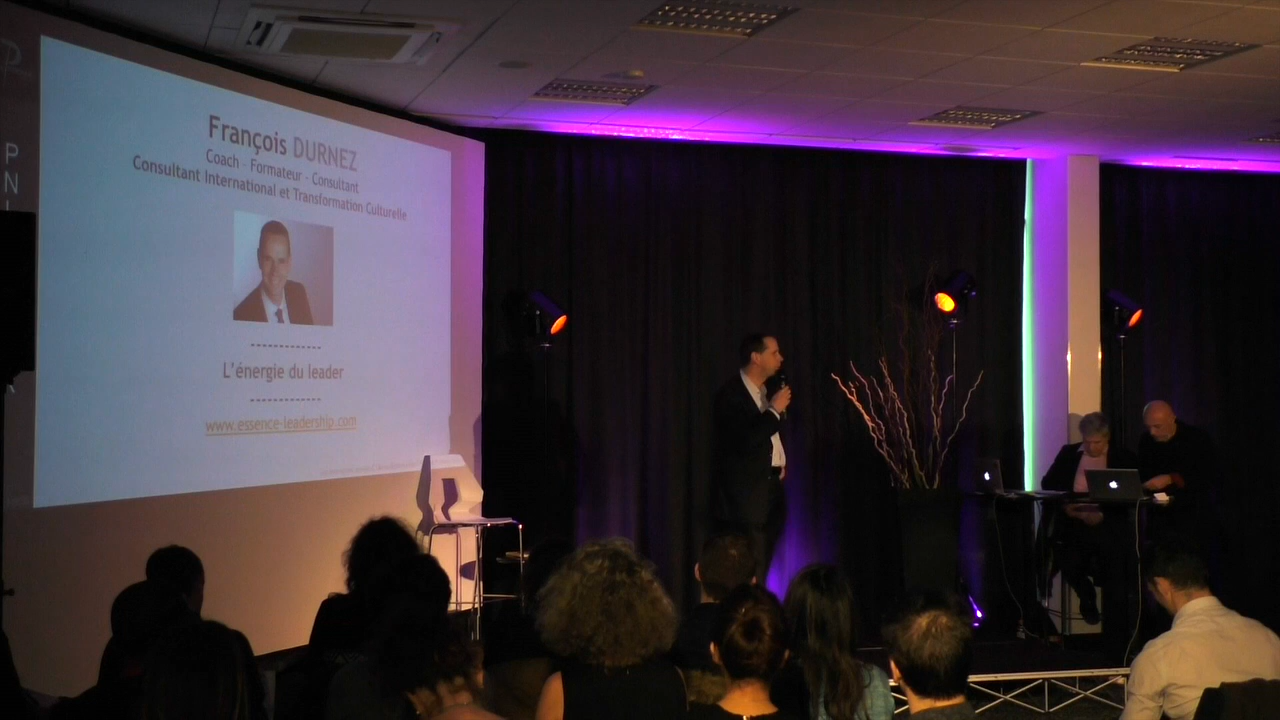 François DURNEZ
Coach - Formateur - Consultant
Consultant International et Transformation Culturelle
------------
L'énergie du leader
------------
www.essence-leadership.com
P
N
L